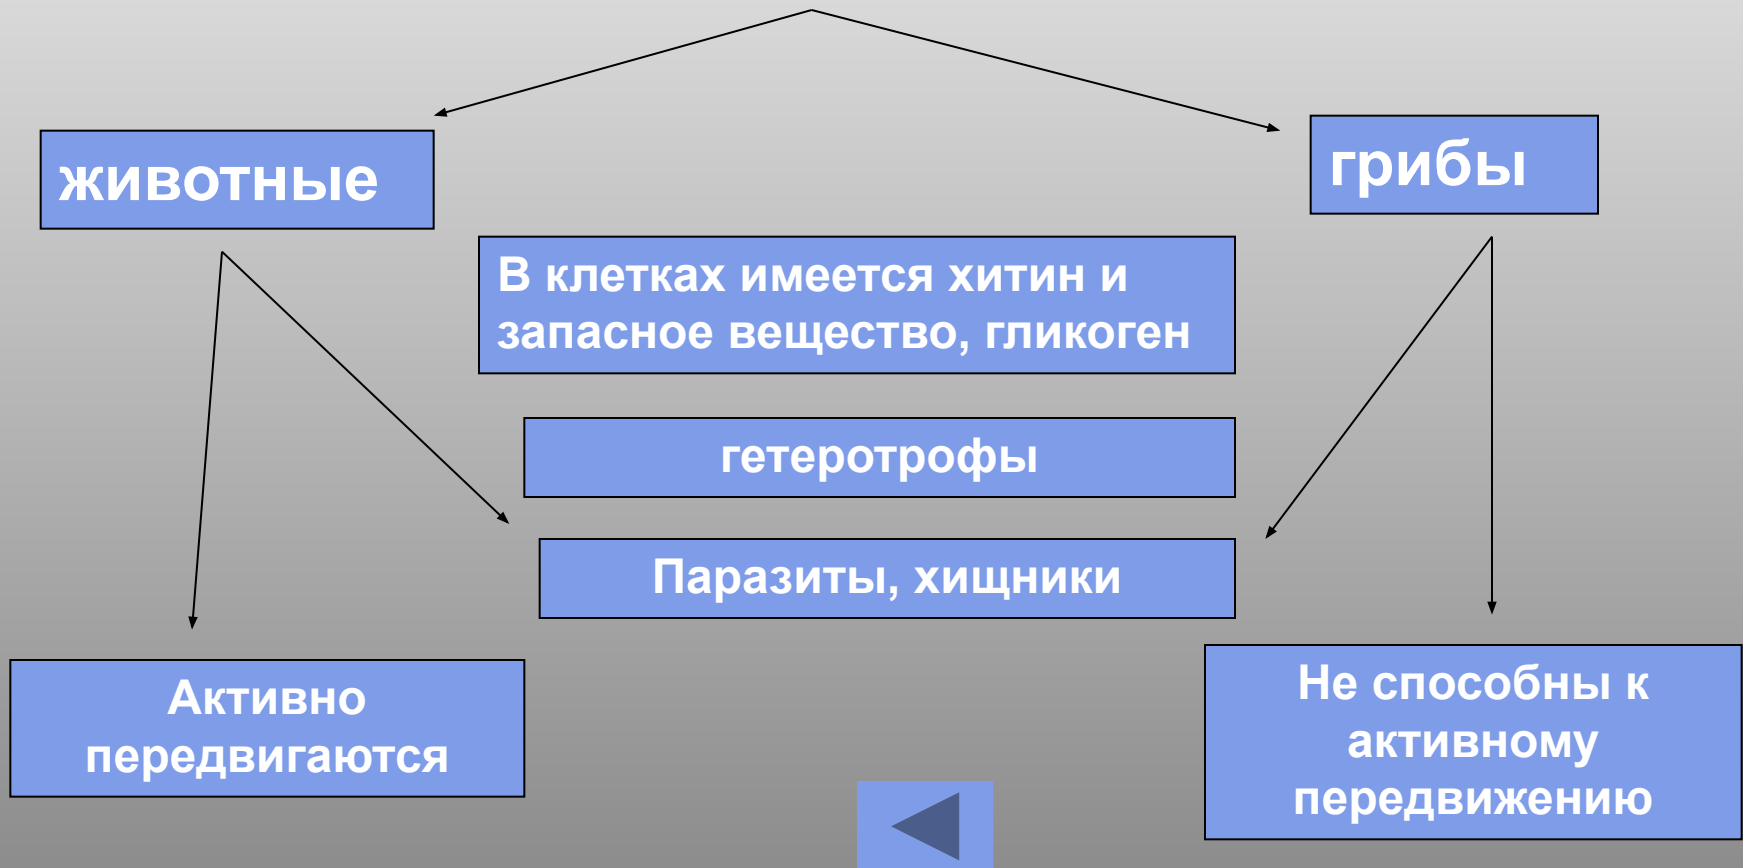 животные
грибы
В клетках имеется хитин и
запасное вещество, гликоген
гетеротрофы
Паразиты, хищники
Активно
передвигаются
Не способны к
активному
передвижению